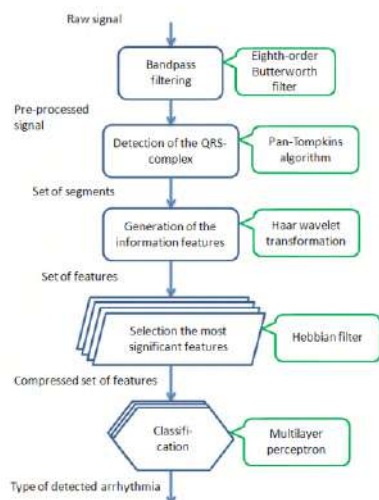 Raw signal
Bandpass
filtering
Eighth-order
Butterworth
filter
Pre-processed
signal
Detection of the QRS-
complex
Pan-Tompkins
algorithm
Set of segments
Generation of the
information features
Haar wavelet
transformation
Set of features
Selection the most
significant features
Hebbian filter
Compressed set of features
Classifi-
cation
Multilayer
perceptron
Type of detected arrhythmia